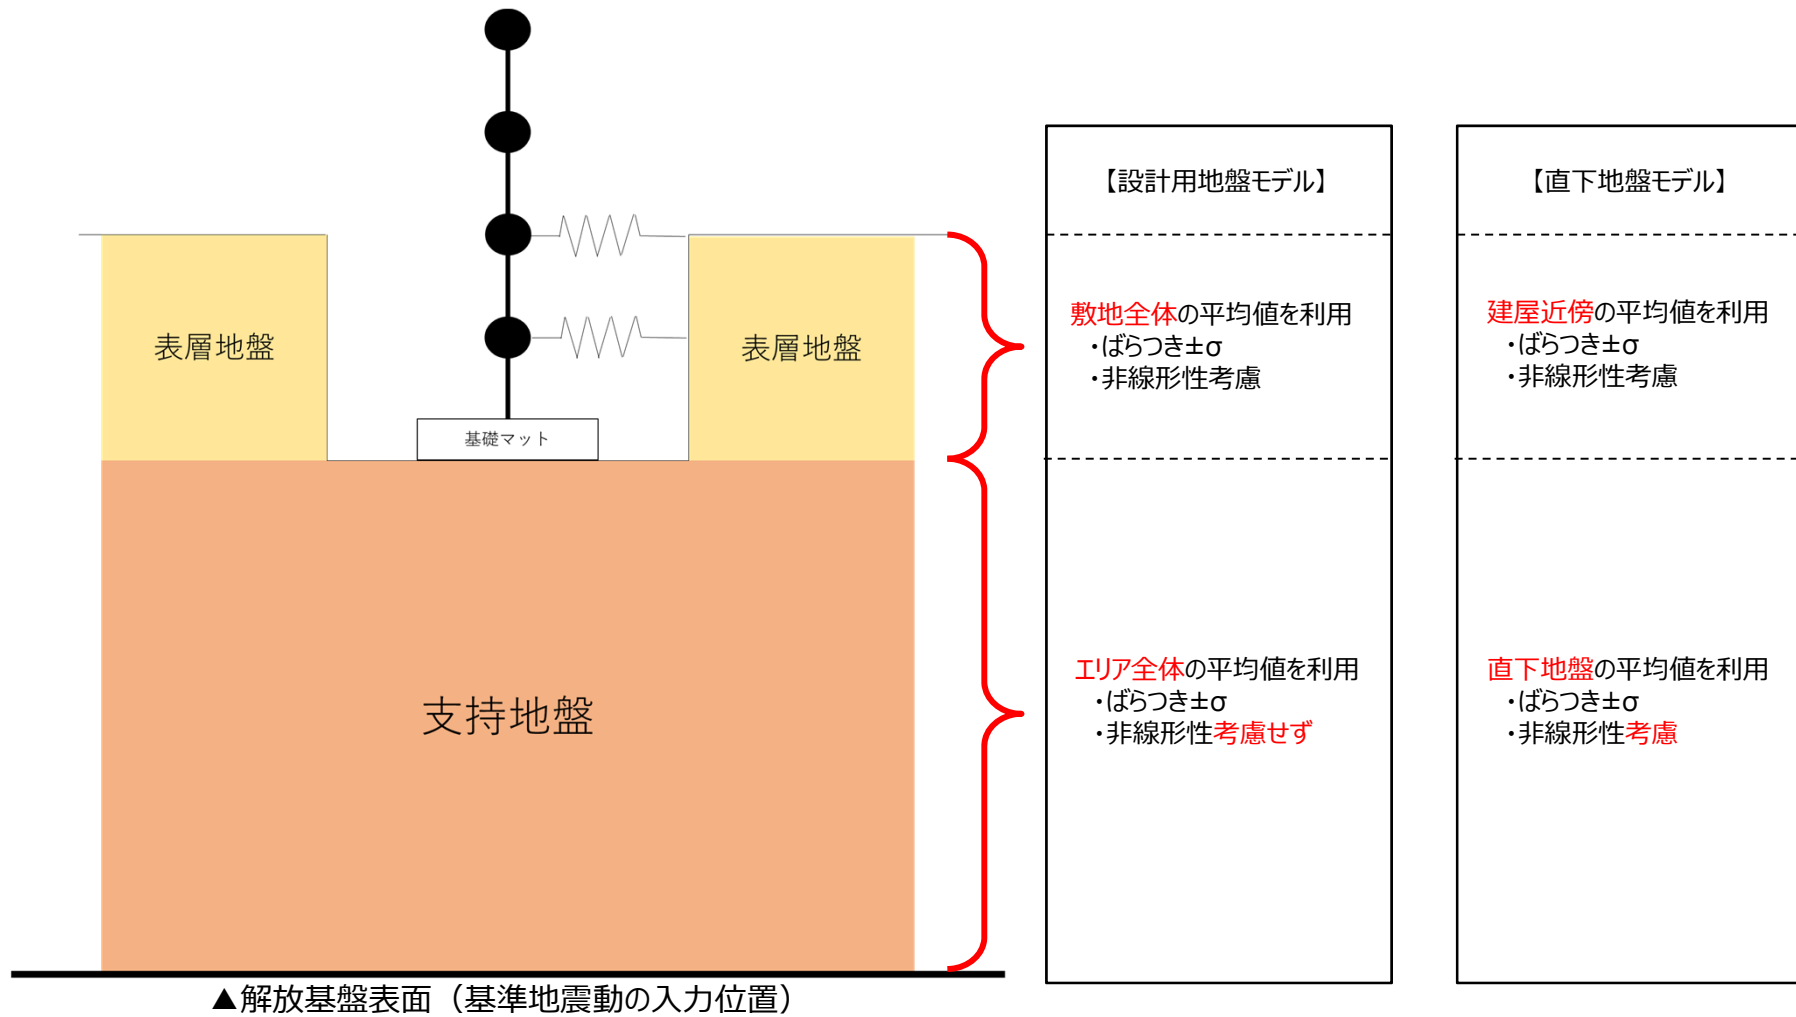 表層地盤
表層地盤
基礎マット
支持地盤
▲解放基盤表面（基準地震動の入力位置）
【設計用地盤モデル】
敷地全体の平均値を利用
・ばらつき±σ
・非線形性考慮
エリア全体の平均値を利用
・ばらつき±σ
・非線形性考慮せず
【直下地盤モデル】
建屋近傍の平均値を利用
・ばらつき±σ
・非線形性考慮
直下地盤の平均値を利用
・ばらつき±σ
・非線形性考慮